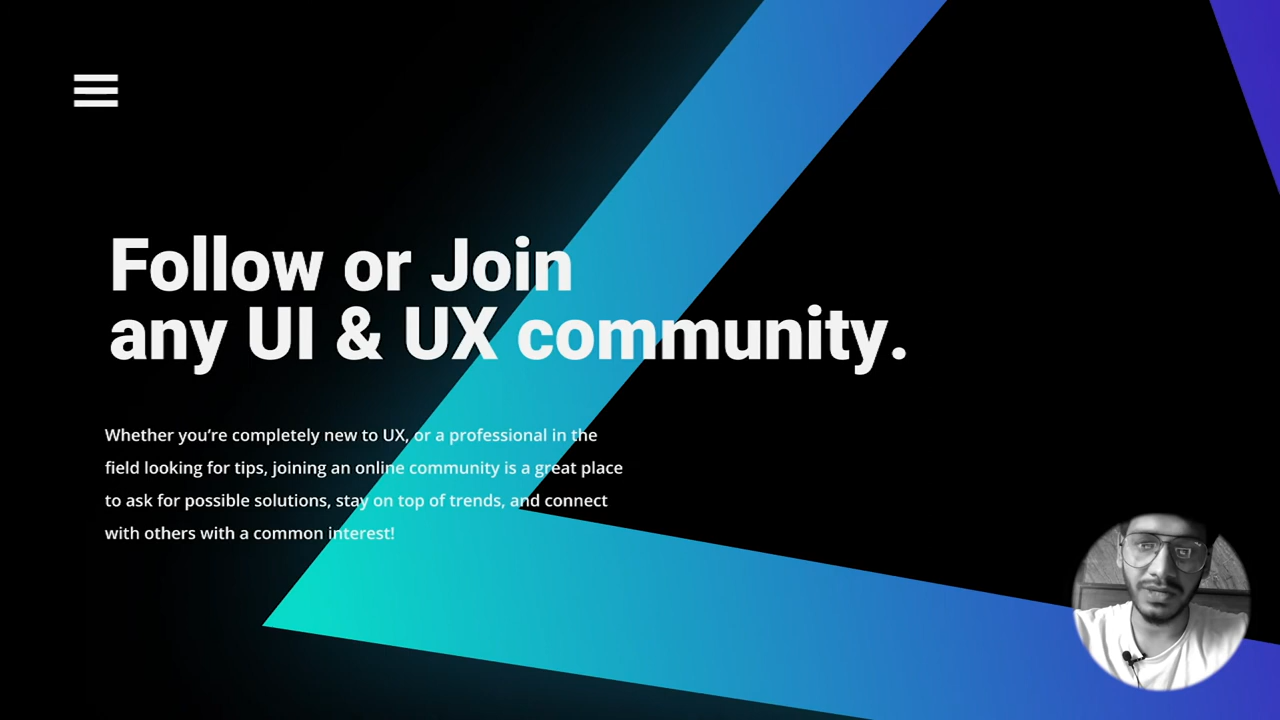 Follow or Join
any UI & UX community.
Whether you’re completely new to UX, or a professional in the
field looking for tips, joining an online community is a great place
to ask for possible solutions, stay on top of trends, and connect
with others with a common interest!